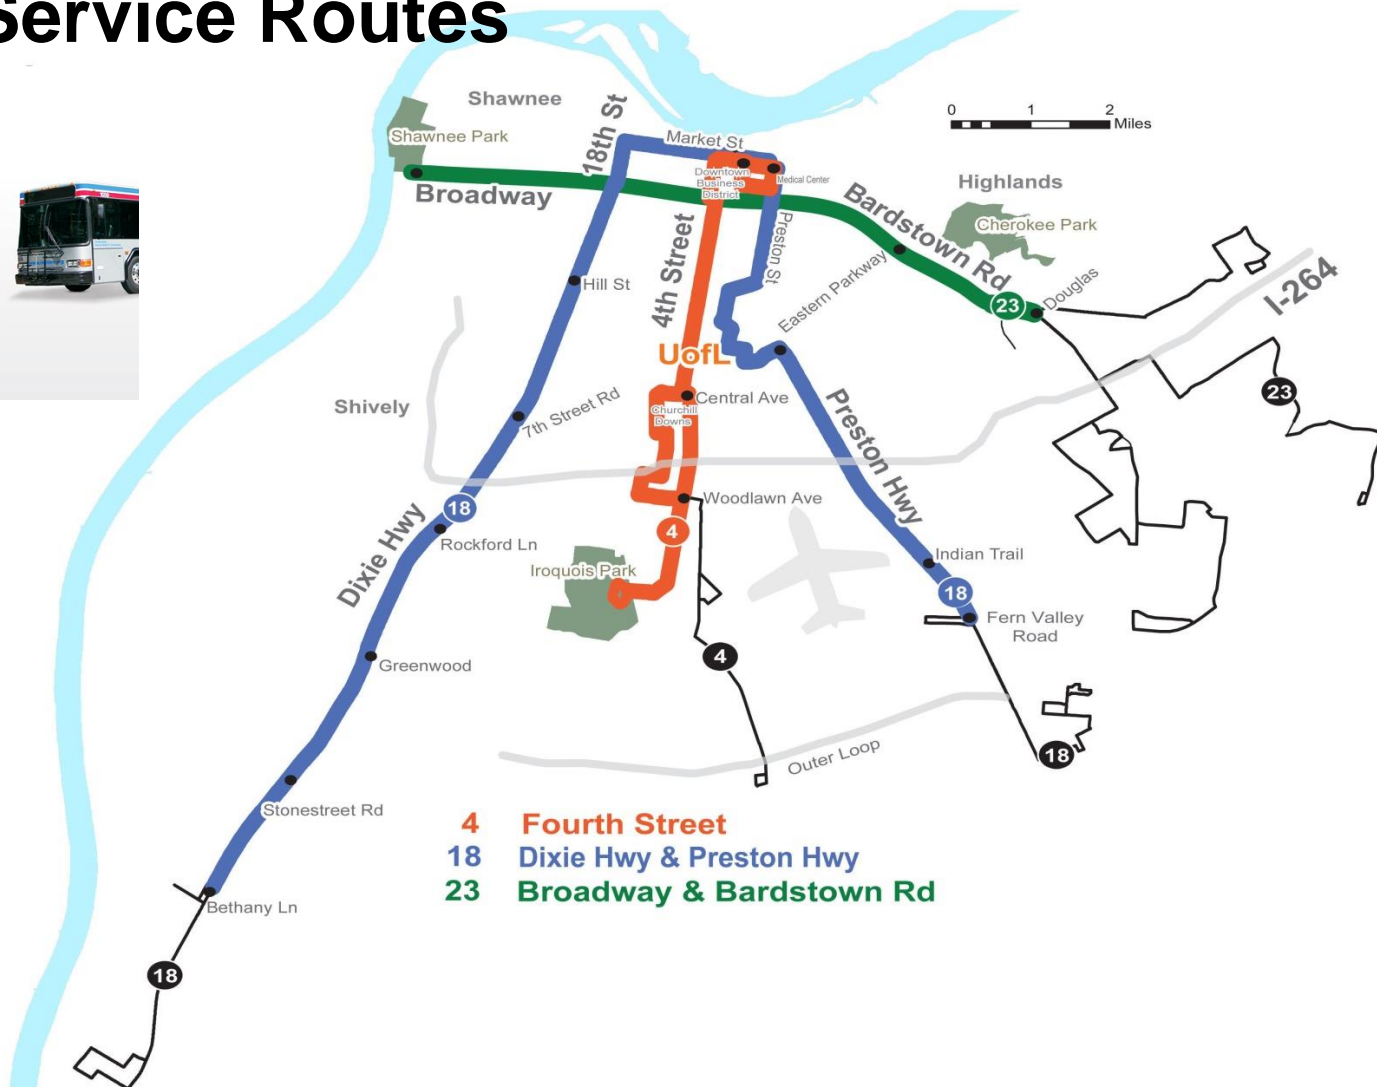 Service Routes
Shawnee
Shawnee Park
18th St
Market St
0 1 2
Miles
Downtown
Business
District
Medical Center
Broadway
Bardstown Rd
Highlands
Cherokee Park
Preston St
Eastern Parkway
Douglas
23
I-264
Hill St
4th Street
UofL
Shively
7th Street Rd
Central Ave
Churchill
Downs
Preston Hwy
23
18
Woodlawn Ave
4
Dixie Hwy
Rockford Ln
Iroquois Park
Indian Trail
18
Fern Valley
Road
Greenwood
4
Outer Loop
18
Stonestreet Rd
4 Fourth Street
18 Dixie Hwy & Preston Hwy
23 Broadway & Bardstown Rd
Bethany Ln
18